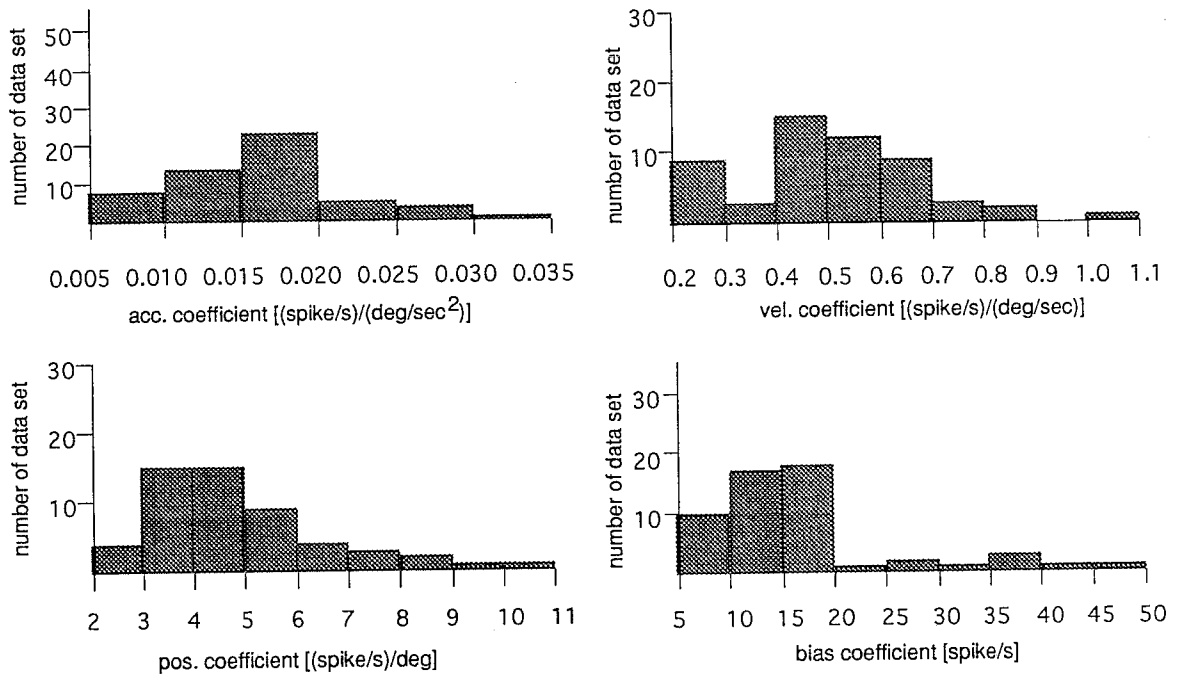 number of data set
50
40
30
20
10
0.005 0.010 0.015 0.020 0.025 0.030 0.035
acc. coefficient [(spike/s)/(deg/sec²)]
number of data set
30
20
10
0.2 0.3 0.4 0.5 0.6 0.7 0.8 0.9 1.0 1.1
vel. coefficient [(spike/s)/(deg/sec)]
number of data set
30
20
10
2 3 4 5 6 7 8 9 10 11
pos. coefficient [(spike/s)/deg]
number of data set
30
20
10
5 10 15 20 25 30 35 40 45 50
bias coefficient [spike/s]